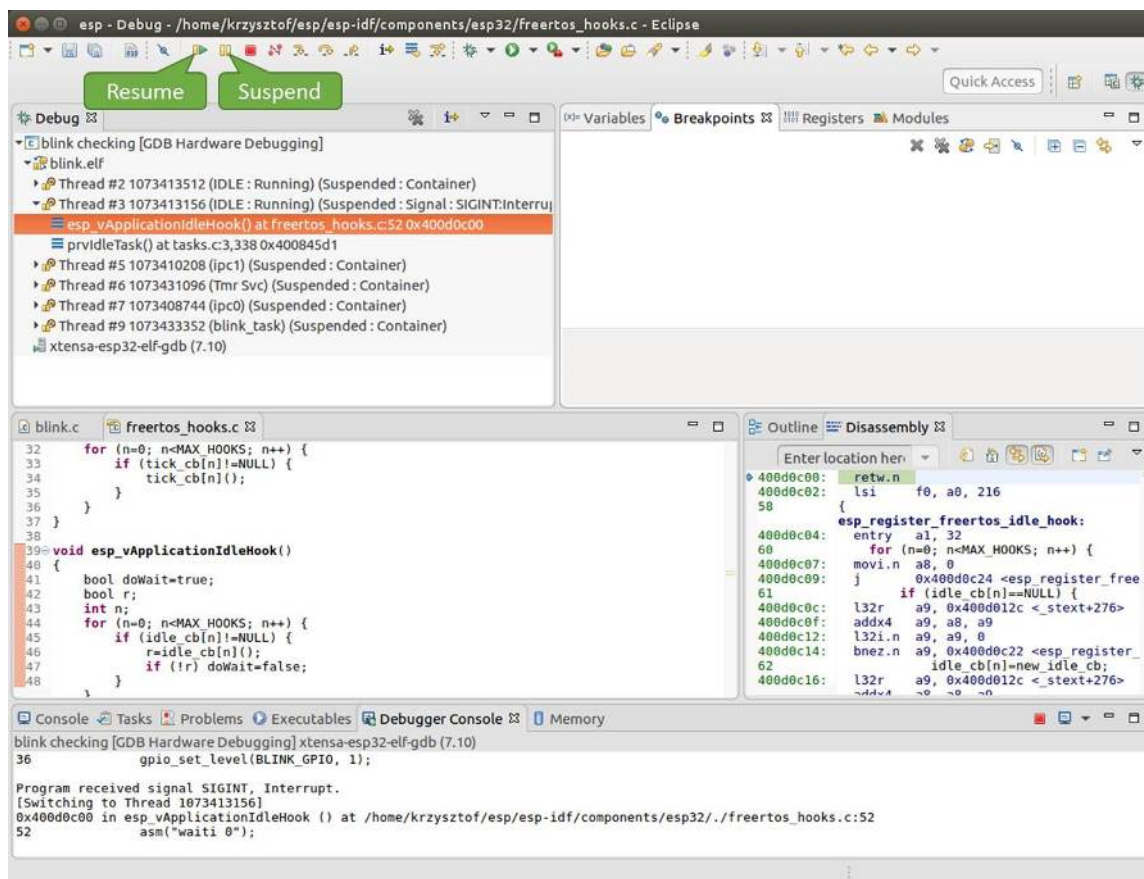 esp - Debug - /home/krzysztof/esp/esp-idf/components/esp32/freertos_hooks.c - Eclipse
Resume
Suspend
Quick Access
Debug
blink checking [GDB Hardware Debugging]
blink.elf
Thread #2 1073413512 (IDLE : Running) (Suspended : Container)
Thread #3 1073413156 (IDLE : Running) (Suspended : Signal : SIGINT:Interrup
esp_vApplicationIdleHook() at freertos_hooks.c:52 0x400d0c00
prvIdleTask() at tasks.c:3,338 0x400845d1
Thread #5 1073410208 (ipc1) (Suspended : Container)
Thread #6 1073431096 (Tmr Svc) (Suspended : Container)
Thread #7 1073408744 (ipc0) (Suspended : Container)
Thread #9 1073433352 (blink_task) (Suspended : Container)
xtensa-esp32-elf-gdb (7.10)
(x)= Variables Breakpoints Registers Modules
blink.c freertos_hooks.c
32 for (n=0; n<MAX_HOOKS; n++) {
33 if (tick_cb[n]!=NULL) {
34 tick_cb[n]();
35 }
36 }
37 }
38
39 void esp_vApplicationIdleHook()
40 {
41 bool doWait=true;
42 bool r;
43 int n;
44 for (n=0; n<MAX_HOOKS; n++) {
45 if (idle_cb[n]!=NULL) {
46 r=idle_cb[n]();
47 if (!r) doWait=false;
48 }
}
Outline Disassembly
Enter location her
400d0c00: retw.n
400d0c02: lsi f0, a0, 216
58 {
esp_register_freertos_idle_hook:
400d0c04: entry a1, 32
60 for (n=0; n<MAX_HOOKS; n++) {
400d0c07: movi.n a8, 0
400d0c09: j 0x400d0c24 <esp_register_free
61 if (idle_cb[n]==NULL) {
400d0c0c: l32r a9, 0x400d012c <_stext+276>
400d0c0f: addx4 a9, a8, a9
400d0c12: l32i.n a9, a9, 0
400d0c14: bnez.n a9, 0x400d0c22 <esp_register_
62 idle_cb[n]=new_idle_cb;
400d0c16: l32r a9, 0x400d012c <_stext+276>
addx4 a8, a8, a9
Console Tasks Problems Executables Debugger Console Memory
blink checking [GDB Hardware Debugging] xtensa-esp32-elf-gdb (7.10)
36 gpio_set_level(BLINK_GPIO, 1);
Program received signal SIGINT, Interrupt.
[Switching to Thread 1073413156]
0x400d0c00 in esp_vApplicationIdleHook () at /home/krzysztof/esp/esp-idf/components/esp32/./freertos_hooks.c:52
52 asm("waiti 0");